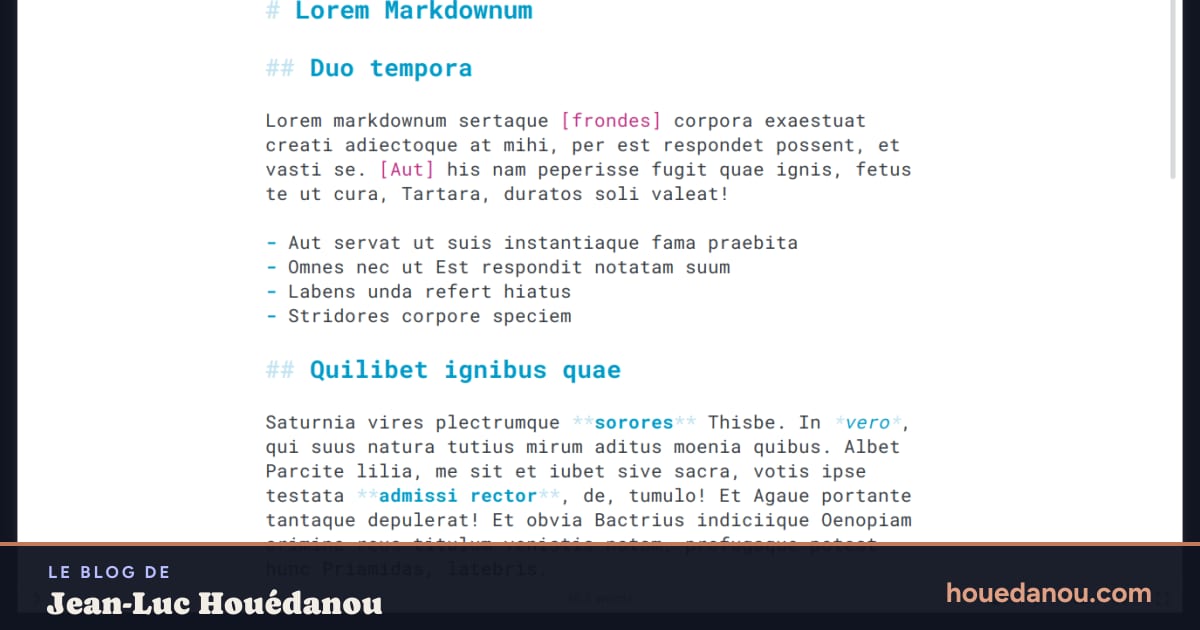 # Lorem Markdownum
## Duo tempora
Lorem markdownum sertaque [frondes] corpora exaestuat
creati adiectoque at mihi, per est respondet possent, et
vasti se. [Aut] his nam peperisse fugit quae ignis, fetus
te ut cura, Tartara, duratos soli valeat!
- Aut servat ut suis instantiaque fama praebita
- Omnes nec ut Est respondit notatam suum
- Labens unda refert hiatus
- Stridores corpore speciem
## Quilibet ignibus quae
Saturnia vires plectrumque **sorores** Thisbe. In *vero*,
qui suus natura tutius mirum aditus moenia quibus. Albet
Parcite lilia, me sit et iubet sive sacra, votis ipse
testata **admissi rector**, de, tumulo! Et Agaue portante
tantaque depulerat! Et obvia Bactrius indiciique Oenopiam
hunc Priamidas, latebris.
LE BLOG DE
Jean-Luc Houédanou
houedanou.com